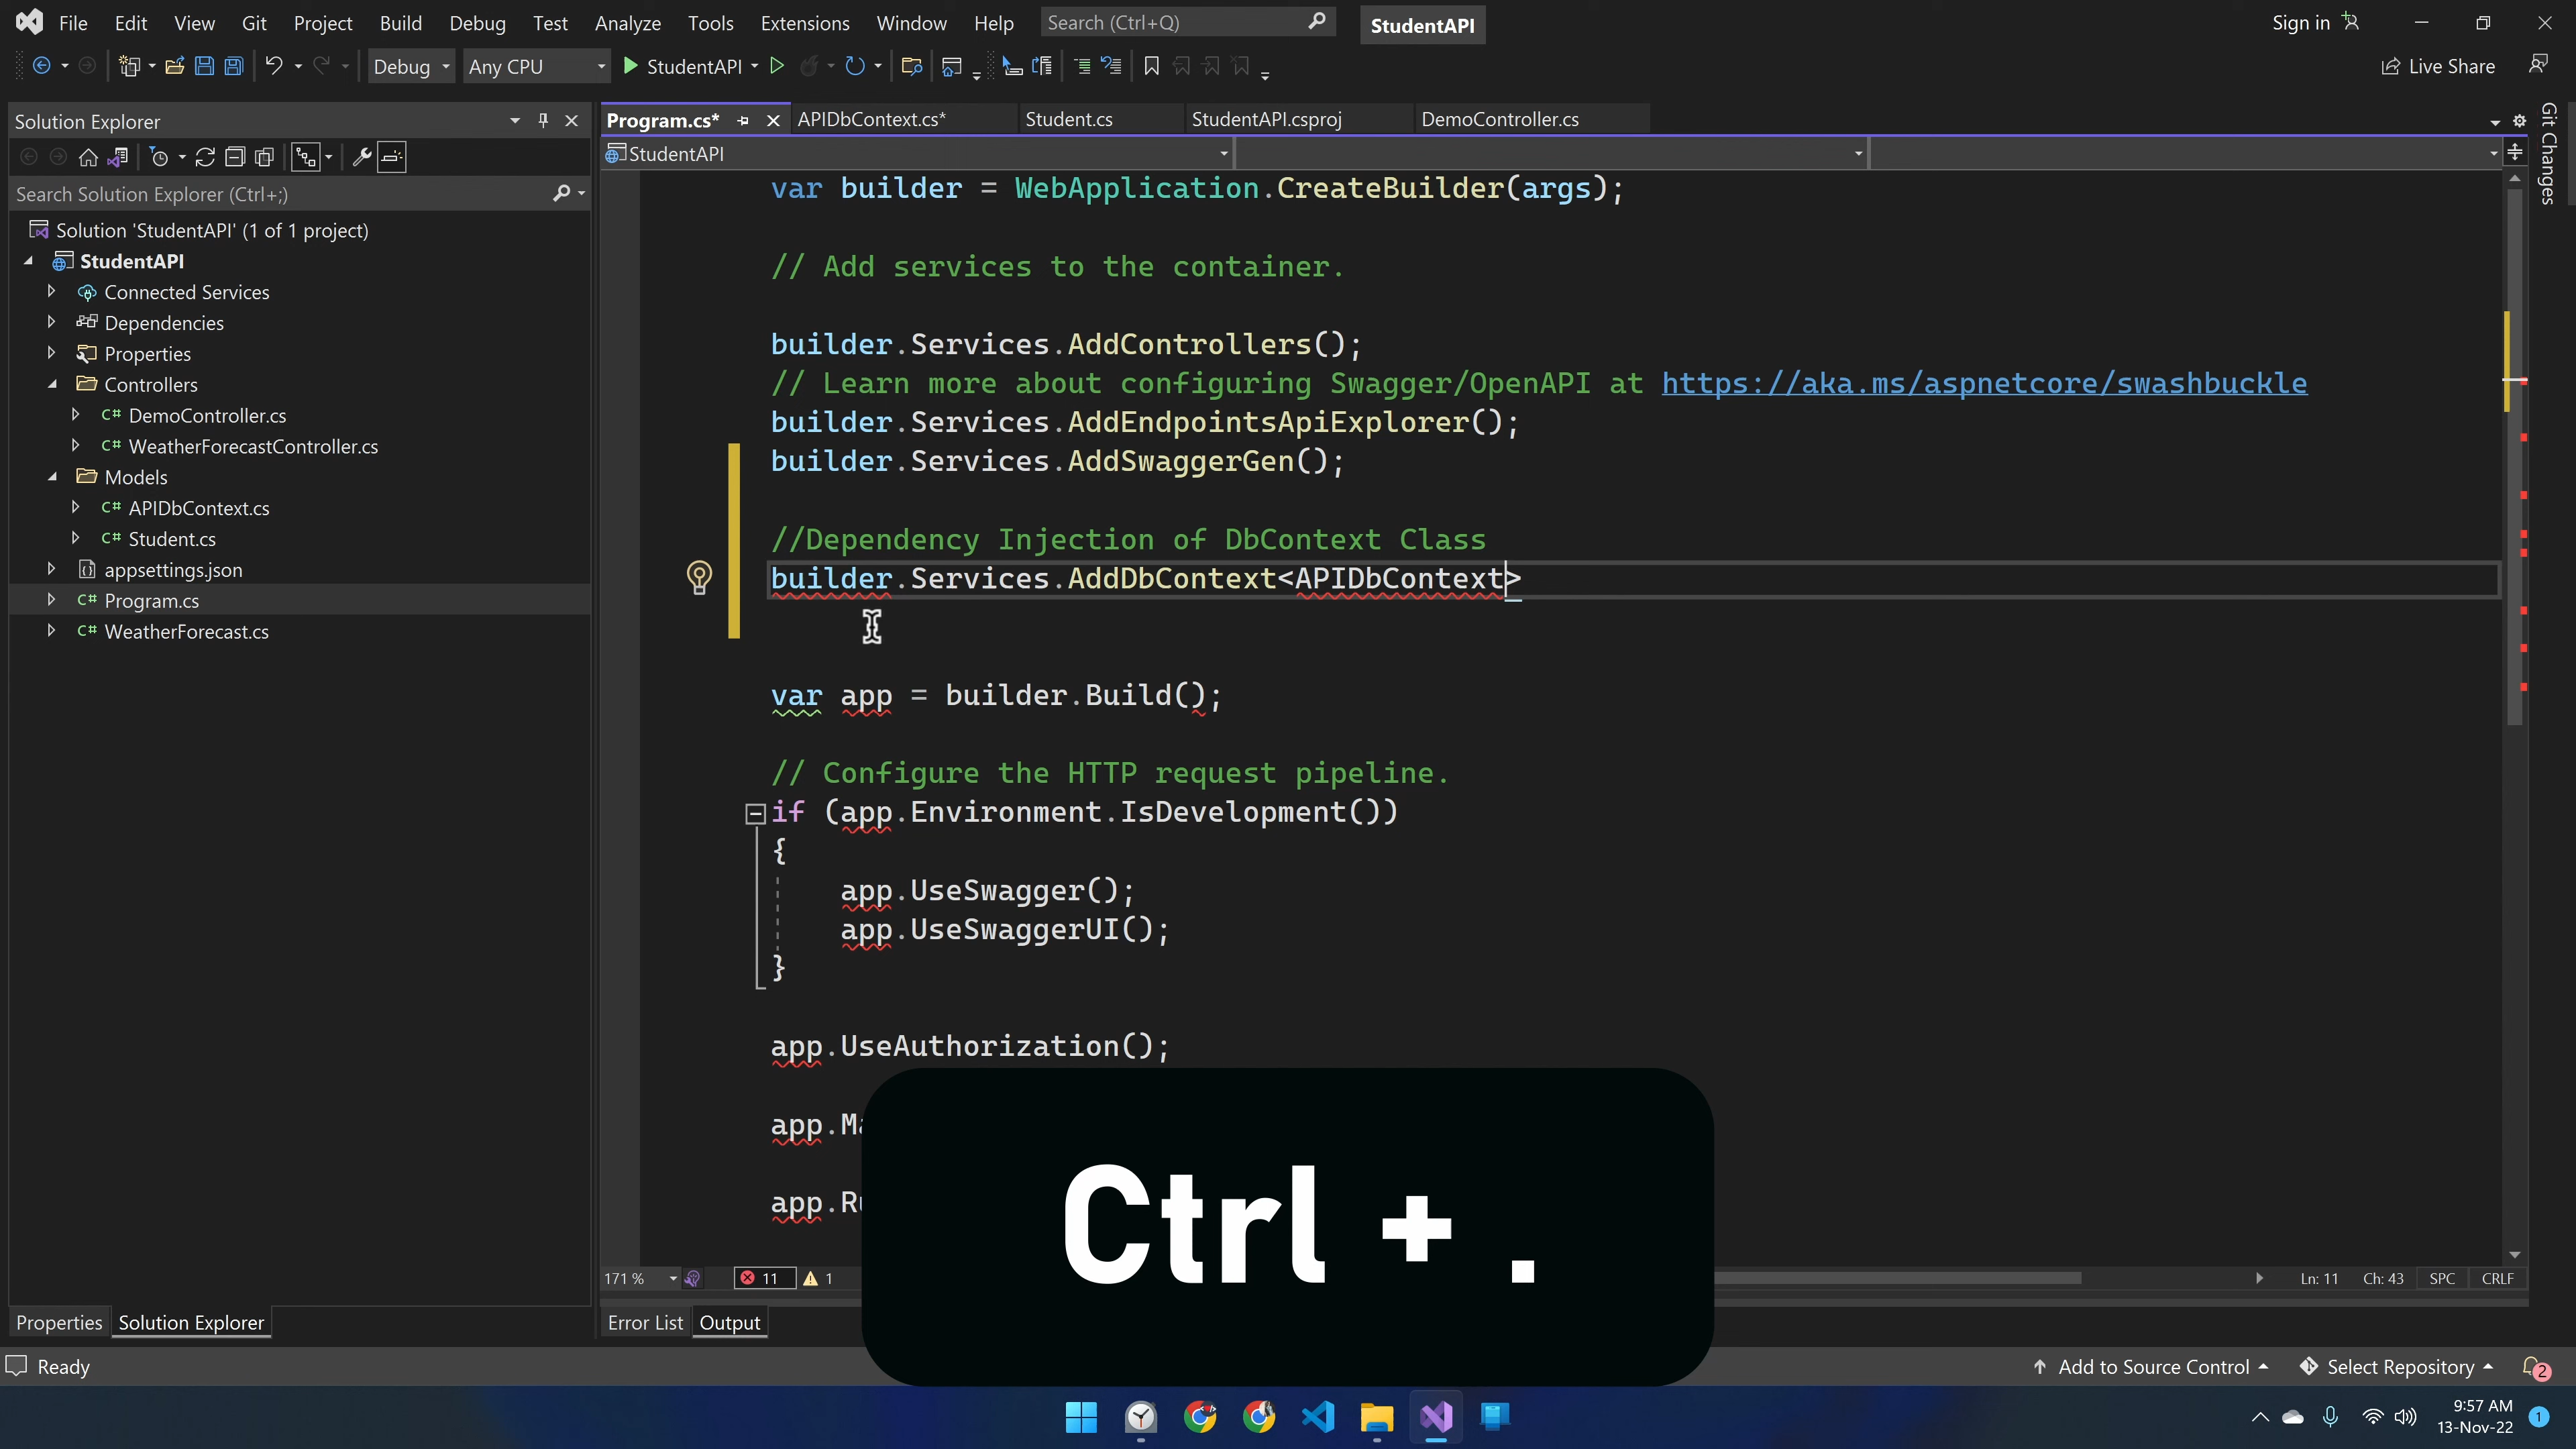 File Edit View Git Project Build Debug Test Analyze Tools Extensions Window Help Search (Ctrl+Q) StudentAPI Sign in
Debug Any CPU StudentAPI Live Share
Solution Explorer
Search Solution Explorer (Ctrl+;)
Solution 'StudentAPI' (1 of 1 project)
StudentAPI
Connected Services
Dependencies
Properties
Controllers
C# DemoController.cs
C# WeatherForecastController.cs
Models
C# APIDbContext.cs
C# Student.cs
appsettings.json
C# Program.cs
C# WeatherForecast.cs
Properties Solution Explorer
Program.cs* APIDbContext.cs* Student.cs StudentAPI.csproj DemoController.cs
StudentAPI
var builder = WebApplication.CreateBuilder(args);
// Add services to the container.
builder.Services.AddControllers();
// Learn more about configuring Swagger/OpenAPI at https://aka.ms/aspnetcore/swashbuckle
builder.Services.AddEndpointsApiExplorer();
builder.Services.AddSwaggerGen();
//Dependency Injection of DbContext Class
builder.Services.AddDbContext<APIDbContext>
var app = builder.Build();
// Configure the HTTP request pipeline.
if (app.Environment.IsDevelopment())
{
app.UseSwagger();
app.UseSwaggerUI();
}
app.UseAuthorization();
app.Ma
app.Ru
Ctrl + .
171 % 11 1 Ln: 11 Ch: 43 SPC CRLF
Error List Output
Git Changes
Ready Add to Source Control Select Repository 2
9:57 AM
13-Nov-22 1